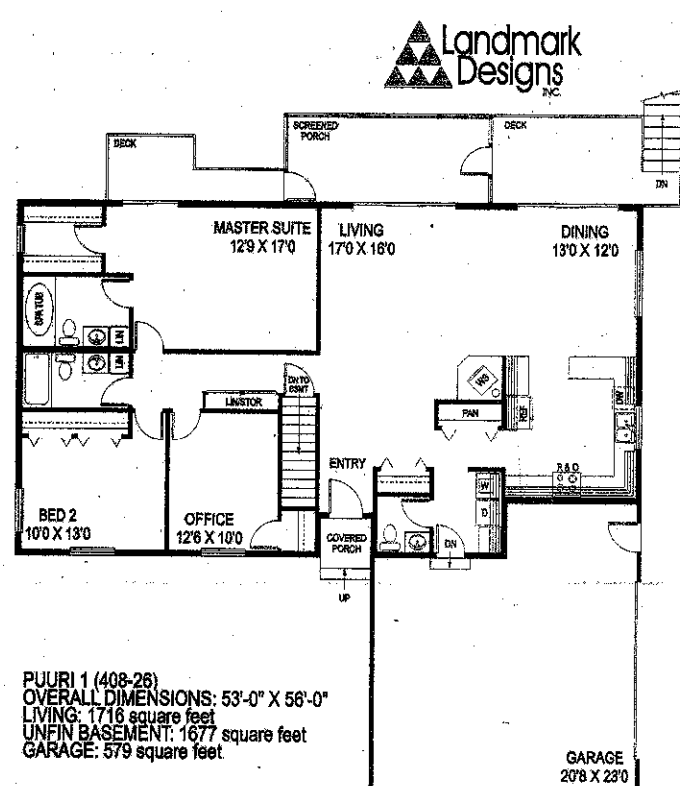 Landmark
Designs
INC.
DECK
SCREENED
PORCH
DECK
DN
MASTER SUITE
12'9 X 17'0
LIVING
17'0 X 16'0
DINING
13'0 X 12'0
SPA TUB
LIN
LIN
LIN/STOR
DN TO
BSMT
WS
PAN
REF
DW
R & O
ENTRY
W
D
BED 2
10'0 X 13'0
OFFICE
12'6 X 10'0
COVERED
PORCH
DN
UP
PUURI 1 (408-26)
OVERALL DIMENSIONS: 53'-0" X 56'-0"
LIVING: 1716 square feet
UNFIN BASEMENT: 1677 square feet
GARAGE: 579 square feet
GARAGE
20'8 X 23'0